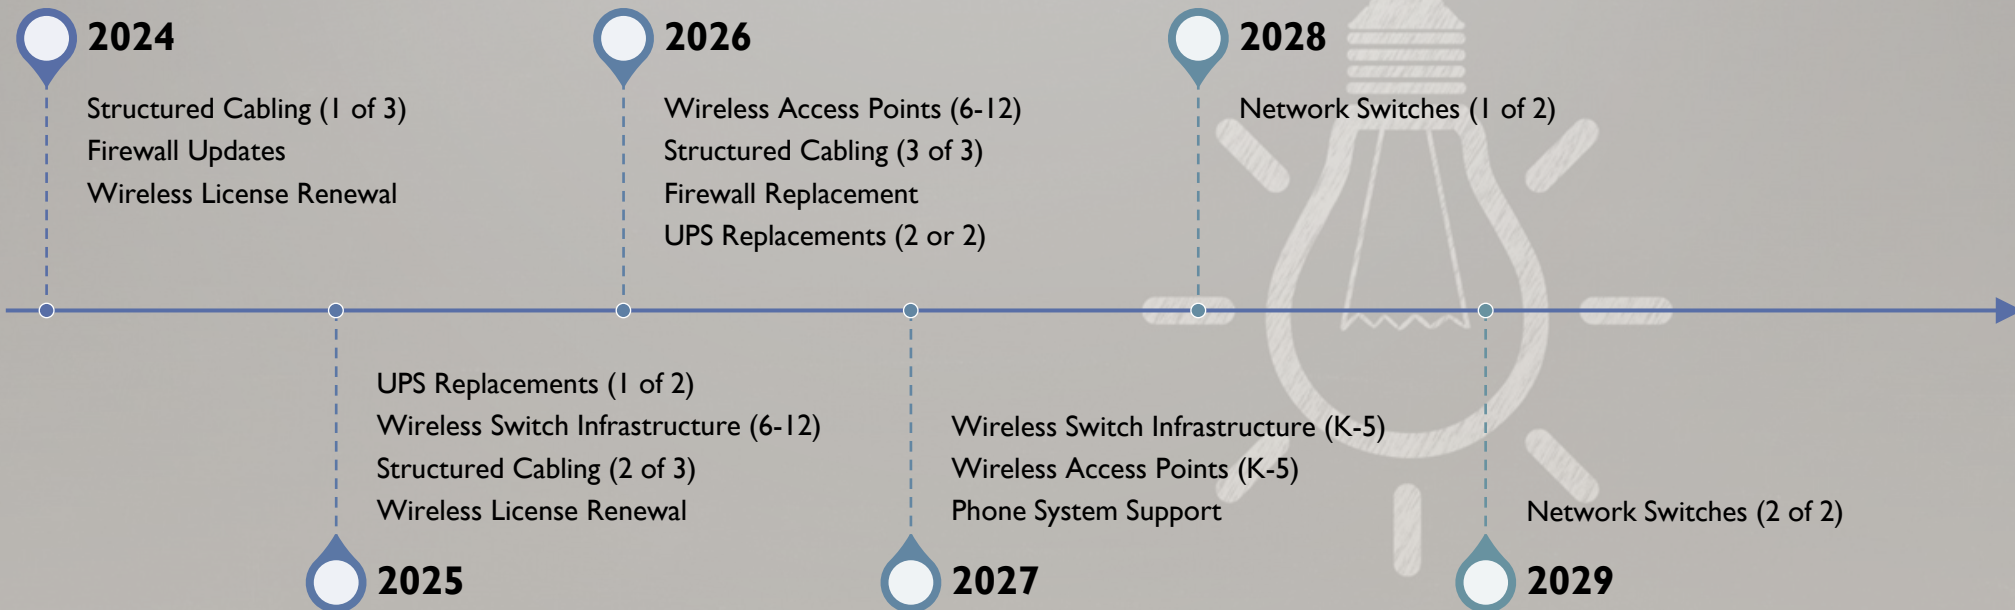 2024
Structured Cabling (1 of 3)
Firewall Updates
Wireless License Renewal
UPS Replacements (1 of 2)
Wireless Switch Infrastructure (6-12)
Structured Cabling (2 of 3)
Wireless License Renewal
2025
2026
Wireless Access Points (6-12)
Structured Cabling (3 of 3)
Firewall Replacement
UPS Replacements (2 or 2)
Wireless Switch Infrastructure (K-5)
Wireless Access Points (K-5)
Phone System Support
2027
2028
Network Switches (1 of 2)
Network Switches (2 of 2)
2029